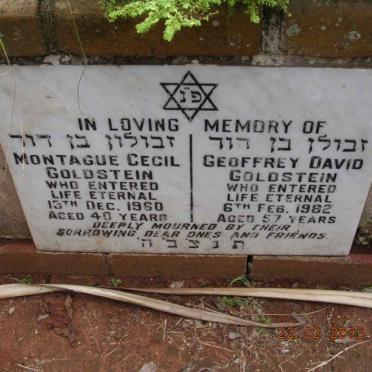 פנ
IN LOVING MEMORY OF
זבולון בן דוד
MONTAGUE CECIL
GOLDSTEIN
WHO ENTERED
LIFE ETERNAL
13TH DEC. 1960
AGED 40 YEARS
זבולן בן דוד
GEOFFREY DAVID
GOLDSTEIN
WHO ENTERED
LIFE ETERNAL
6TH FEB. 1982
AGED 57 YEARS
DEEPLY MOURNED BY THEIR
SORROWING DEAR ONES AND FRIENDS
תנצבה
22 02 2005